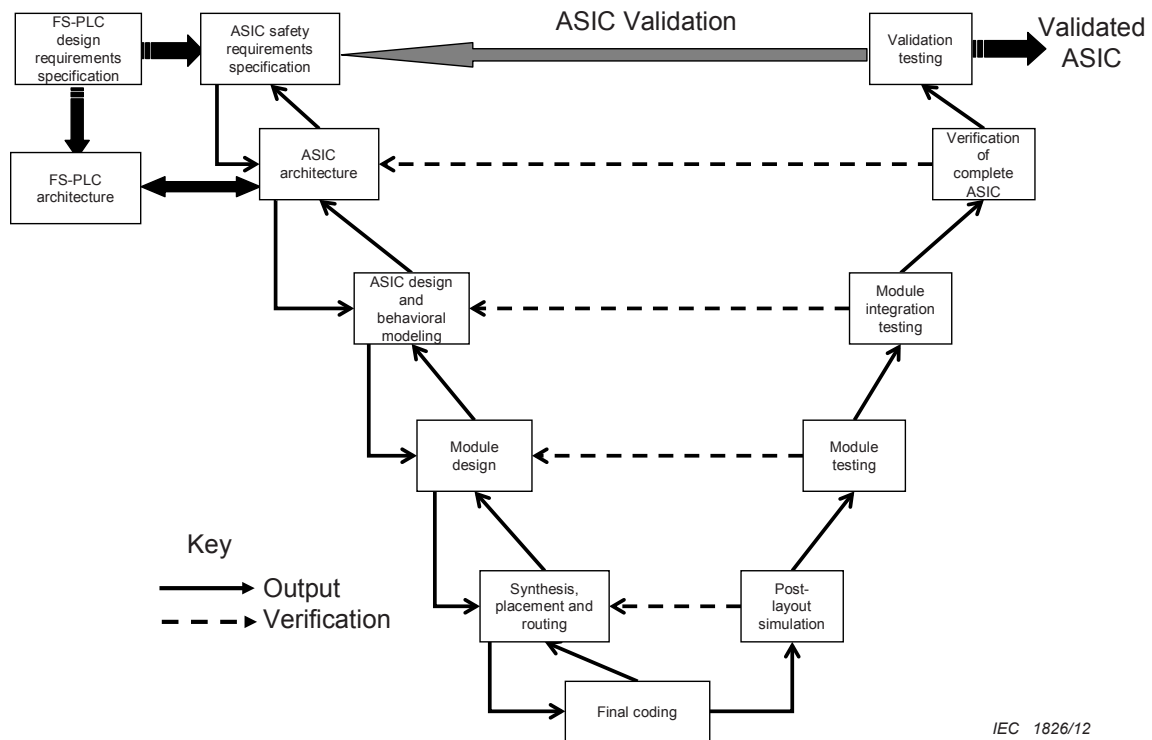 FS-PLC
design
requirements
specification
ASIC safety
requirements
specification
ASIC Validation
Validation
testing
Validated
ASIC
FS-PLC
architecture
ASIC
architecture
Verification
of
complete
ASIC
ASIC design
and
behavioral
modeling
Module
integration
testing
Module
design
Module
testing
Key
Output
Verification
Synthesis,
placement and
routing
Post-
layout
simulation
Final coding
IEC 1826/12